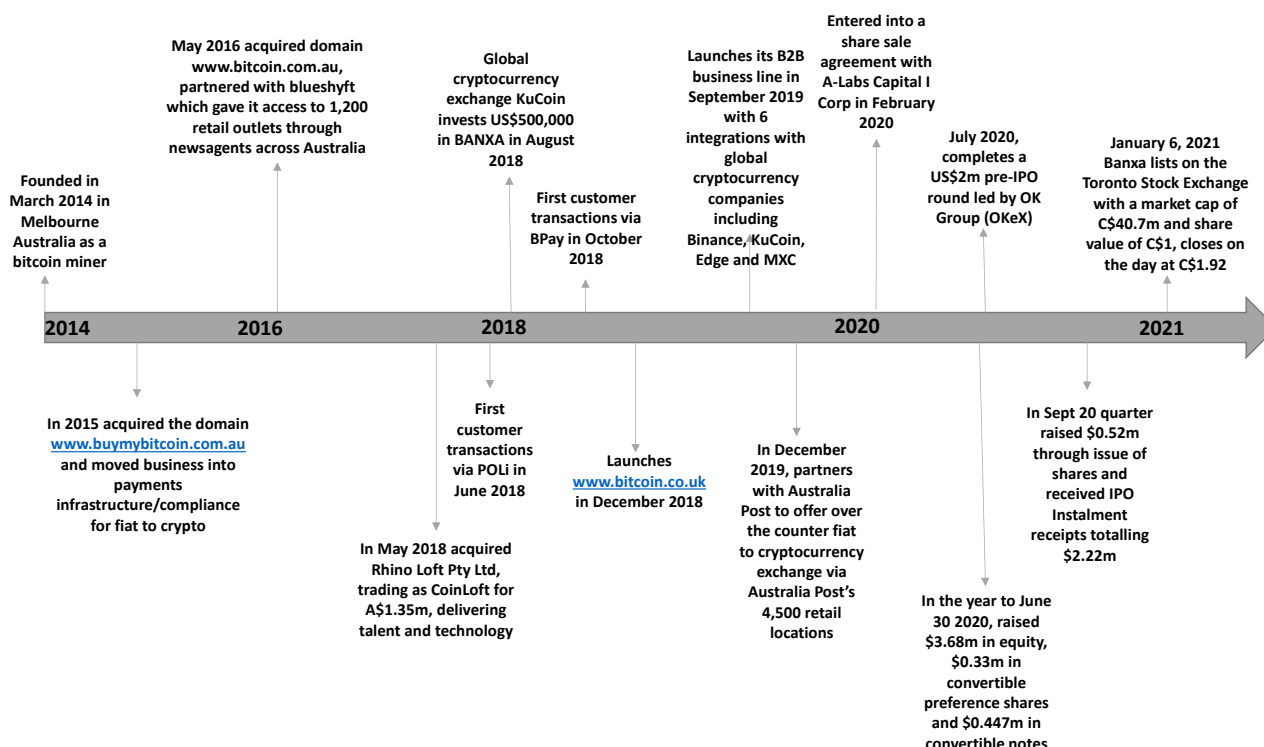 Founded in
March 2014 in
Melbourne
Australia as a
bitcoin miner
May 2016 acquired domain
www.bitcoin.com.au,
partnered with blueshyft
which gave it access to 1,200
retail outlets through
newsagents across Australia
Global
cryptocurrency
exchange KuCoin
invests US$500,000
in BANXA in August
2018
First customer
transactions via
BPay in October
2018
Launches its B2B
business line in
September 2019
with 6
integrations with
global
cryptocurrency
companies
including
Binance, KuCoin,
Edge and MXC
Entered into a
share sale
agreement with
A-Labs Capital I
Corp in February
2020
July 2020,
completes a
US$2m pre-IPO
round led by OK
Group (OKeX)
January 6, 2021
Banxa lists on the
Toronto Stock Exchange
with a market cap of
C$40.7m and share
value of C$1, closes on
the day at C$1.92
2014
2016
2018
2020
2021
In 2015 acquired the domain
www.buymybitcoin.com.au
and moved business into
payments
infrastructure/compliance
for fiat to crypto
In May 2018 acquired
Rhino Loft Pty Ltd,
trading as CoinLoft for
A$1.35m, delivering
talent and technology
First
customer
transactions
via POLi in
June 2018
Launches
www.bitcoin.co.uk
in December 2018
In December
2019, partners
with Australia
Post to offer over
the counter fiat
to cryptocurrency
exchange via
Australia Post's
4,500 retail
locations
In the year to June
30 2020, raised
$3.68m in equity,
$0.33m in
convertible
preference shares
and $0.447m in
convertible notes
In Sept 20 quarter
raised $0.52m
through issue of
shares and
received IPO
Instalment
receipts totalling
$2.22m